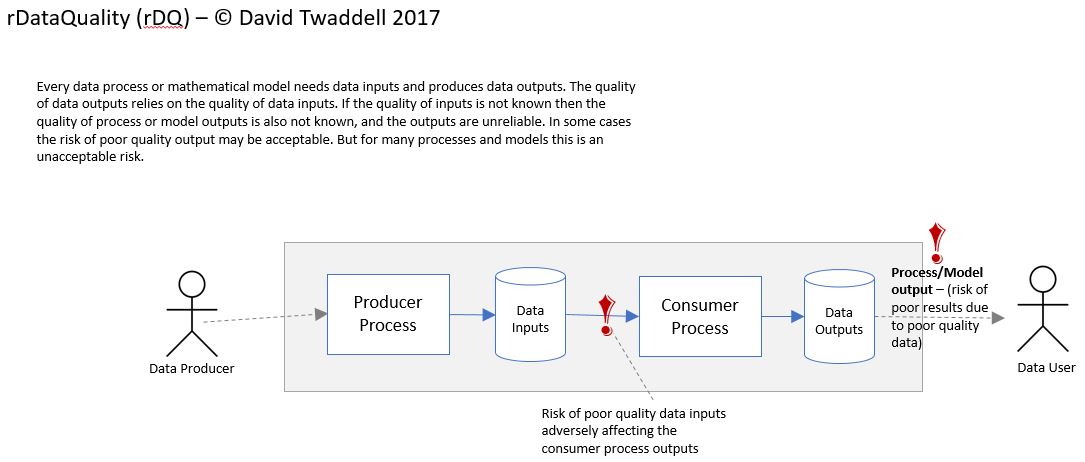 rDataQuality (rDQ) – © David Twaddell 2017
Every data process or mathematical model needs data inputs and produces data outputs. The quality
of data outputs relies on the quality of data inputs. If the quality of inputs is not known then the
quality of process or model outputs is also not known, and the outputs are unreliable. In some cases
the risk of poor quality output may be acceptable. But for many processes and models this is an
unacceptable risk.
Data Producer
Producer
Process
Data
Inputs
Consumer
Process
Data
Outputs
Process/Model
output – (risk of
poor results due
to poor quality
data)
Data User
Risk of poor quality data inputs
adversely affecting the
consumer process outputs